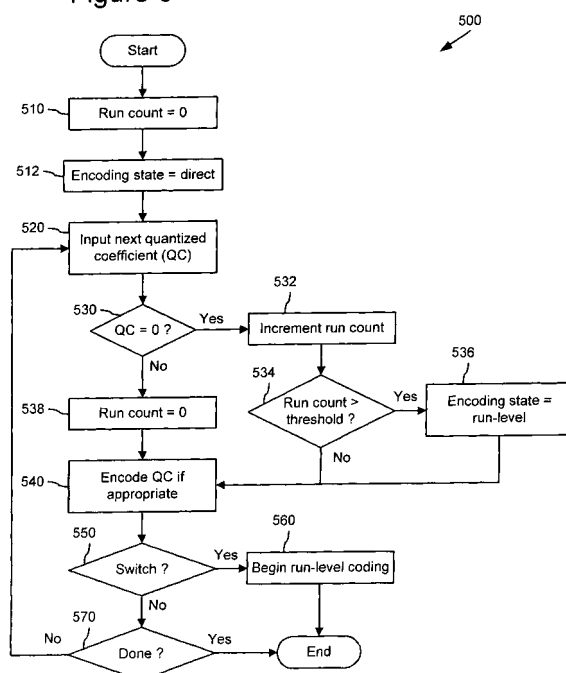 500
Start
510
Run count = 0
512
Encoding state = direct
520
Input next quantized
coefficient (QC)
530
QC = 0 ?
Yes
No
532
Increment run count
534
Run count >
threshold ?
Yes
No
536
Encoding state =
run-level
538
Run count = 0
540
Encode QC if
appropriate
550
Switch ?
Yes
No
560
Begin run-level coding
570
Done ?
No
Yes
End